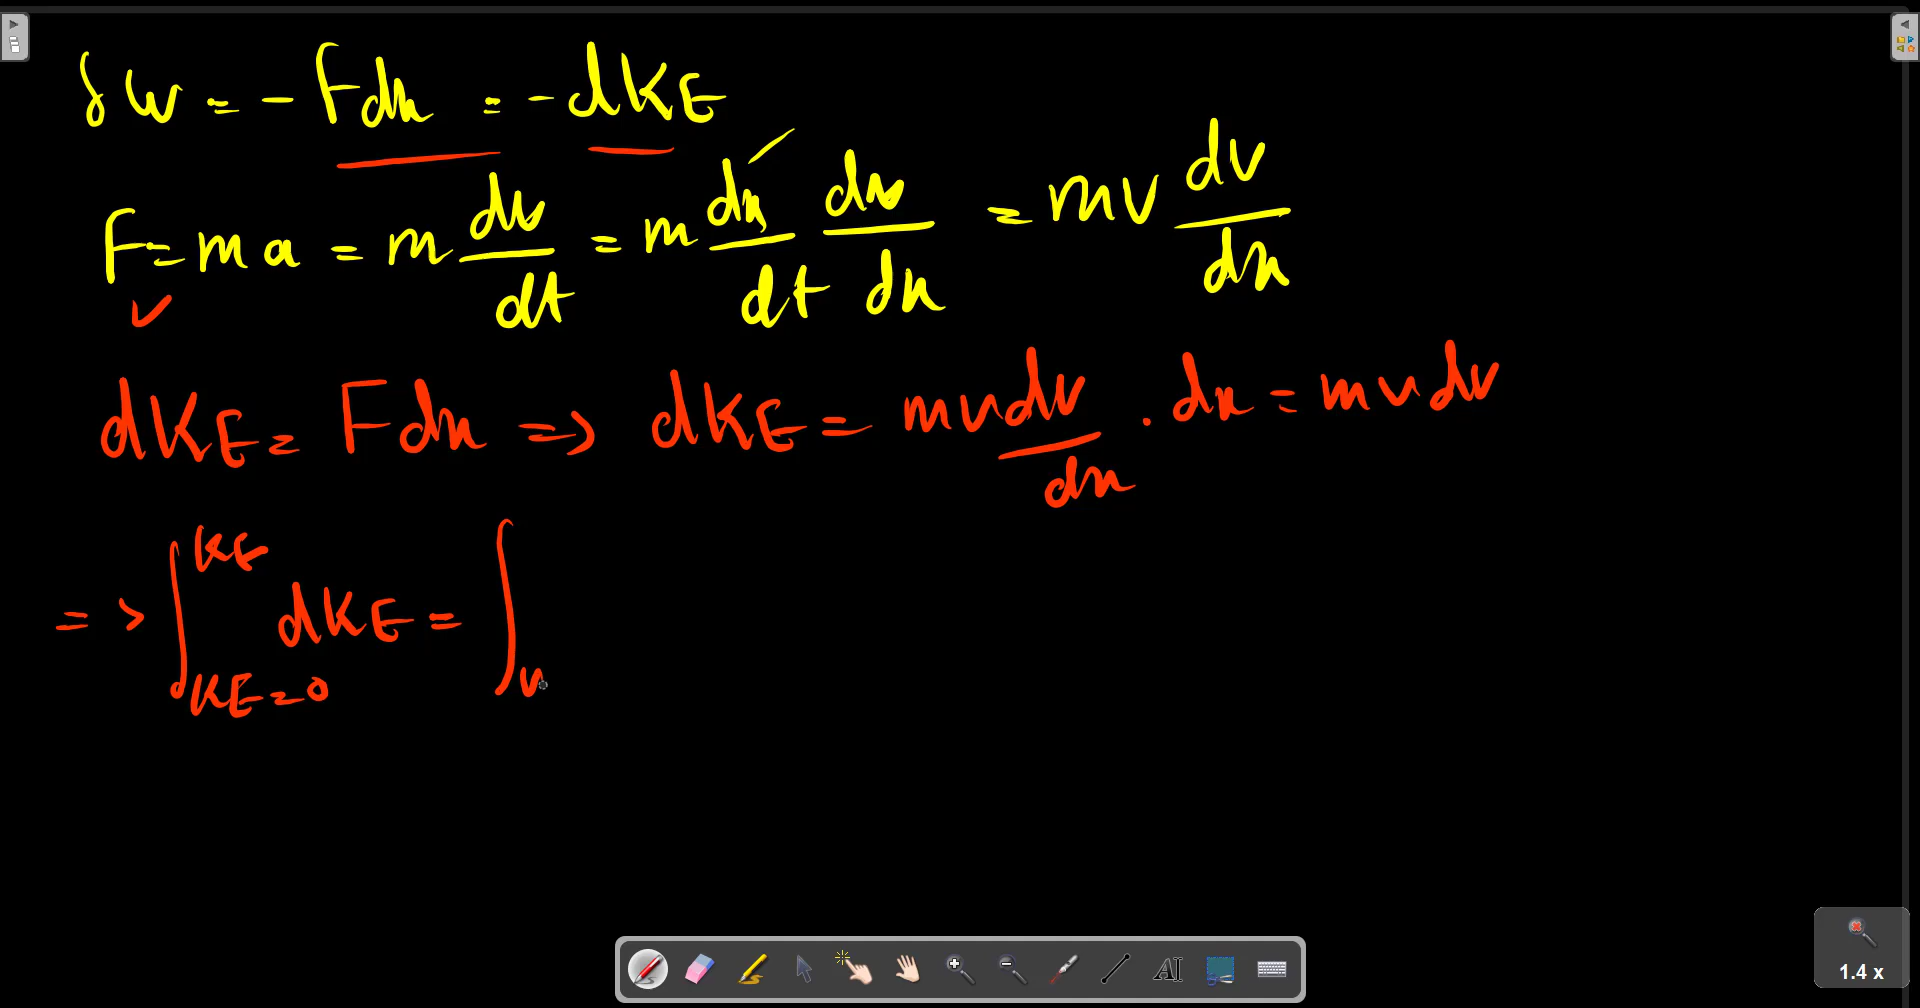 δW = - Fdx = - dKE
F = ma = m dv/dt = m dx/dt dv/dx = mv dv/dx
dKE = Fdx => dKE = mv dv/dx . dx = mvdv
=> ∫_{KE=0}^{KE} dKE = ∫_{v
AI
1.4 x